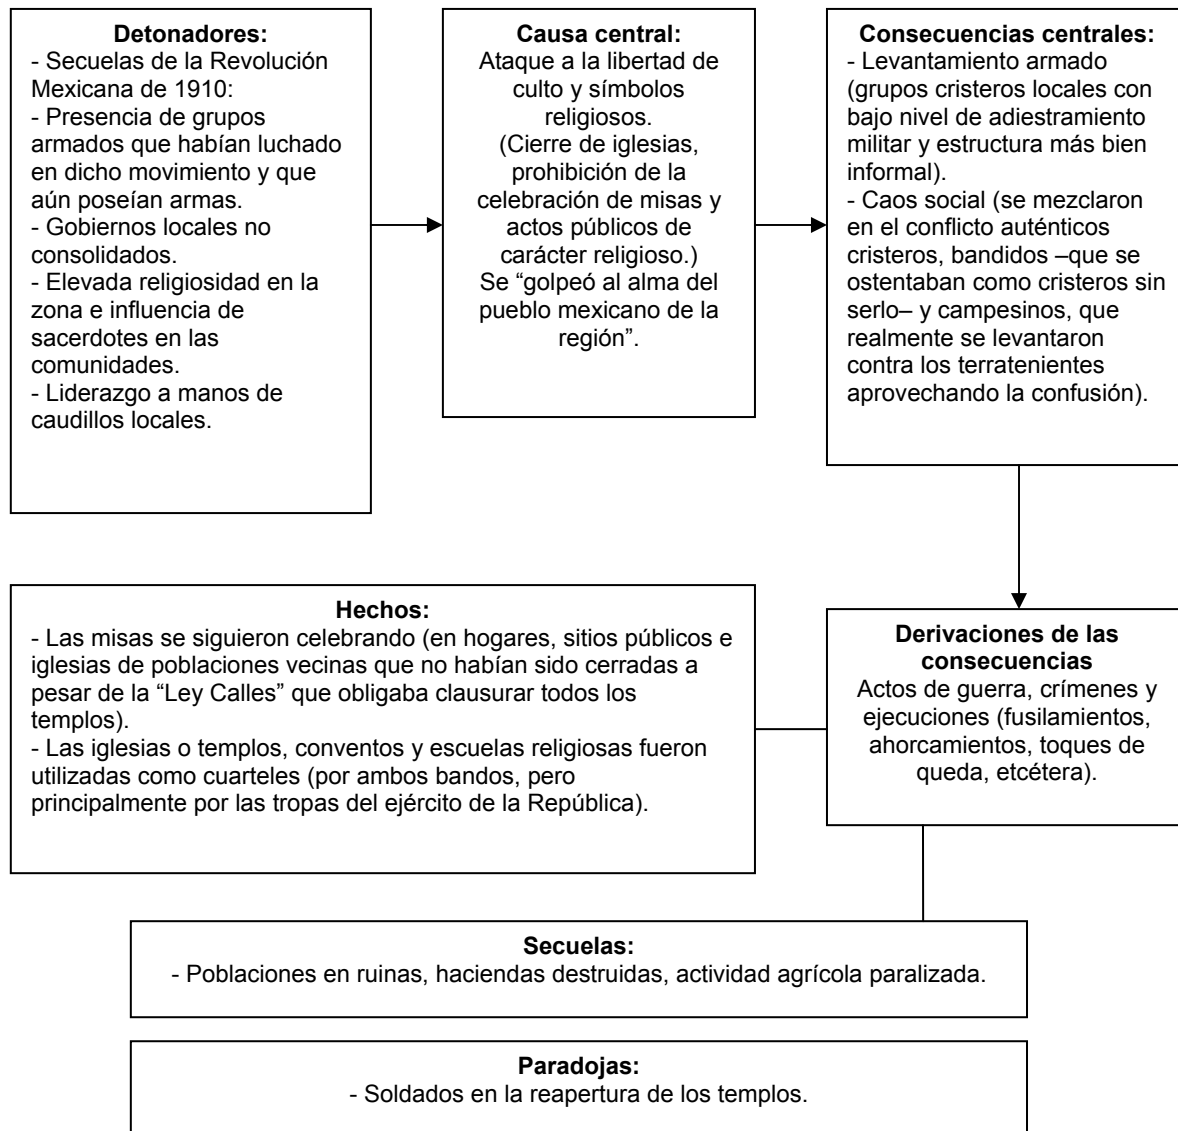 Detonadores:
- Secuelas de la Revolución
Mexicana de 1910:
- Presencia de grupos
armados que habían luchado
en dicho movimiento y que
aún poseían armas.
- Gobiernos locales no
consolidados.
- Elevada religiosidad en la
zona e influencia de
sacerdotes en las
comunidades.
- Liderazgo a manos de
caudillos locales.
Causa central:
Ataque a la libertad de
culto y símbolos
religiosos.
(Cierre de iglesias,
prohibición de la
celebración de misas y
actos públicos de
carácter religioso.)
Se “golpeó al alma del
pueblo mexicano de la
región”.
Consecuencias centrales:
- Levantamiento armado
(grupos cristeros locales con
bajo nivel de adiestramiento
militar y estructura más bien
informal).
- Caos social (se mezclaron
en el conflicto auténticos
cristeros, bandidos –que se
ostentaban como cristeros sin
serlo– y campesinos, que
realmente se levantaron
contra los terratenientes
aprovechando la confusión).
Hechos:
- Las misas se siguieron celebrando (en hogares, sitios públicos e
iglesias de poblaciones vecinas que no habían sido cerradas a
pesar de la “Ley Calles” que obligaba clausurar todos los
templos).
- Las iglesias o templos, conventos y escuelas religiosas fueron
utilizadas como cuarteles (por ambos bandos, pero
principalmente por las tropas del ejército de la República).
Derivaciones de las
consecuencias
Actos de guerra, crímenes y
ejecuciones (fusilamientos,
ahorcamientos, toques de
queda, etcétera).
Secuelas:
- Poblaciones en ruinas, haciendas destruidas, actividad agrícola paralizada.
Paradojas:
- Soldados en la reapertura de los templos.